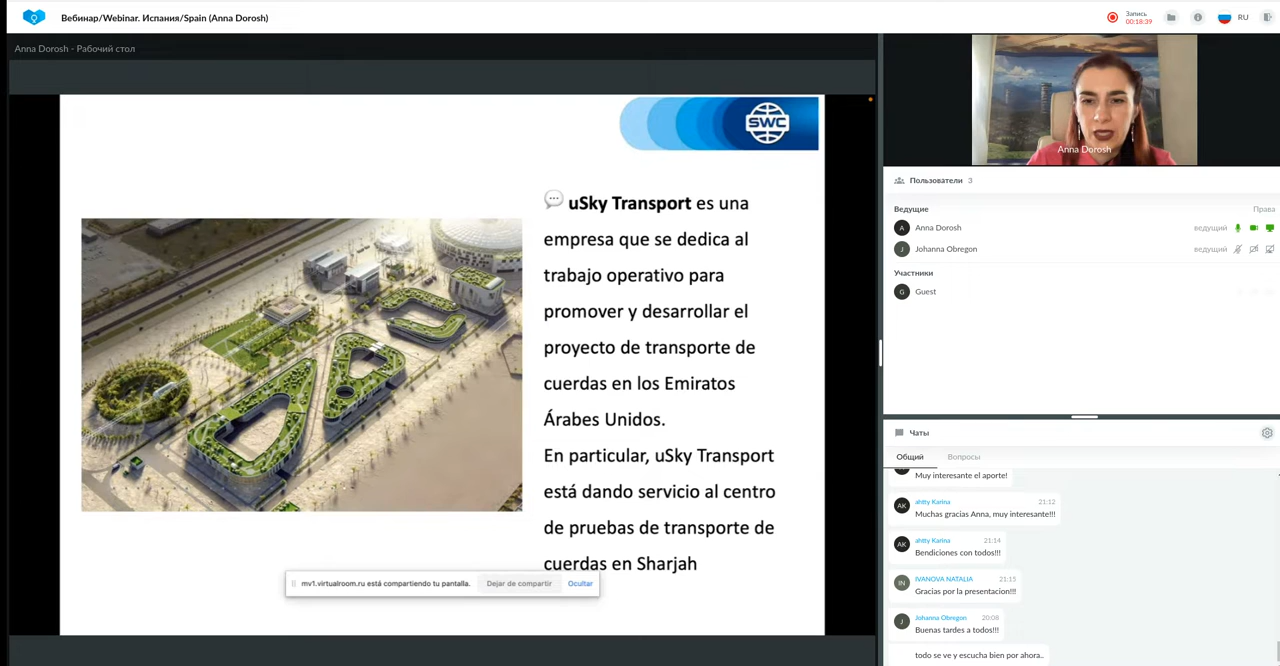 Вебинар/Webinar. Испания/Spain (Anna Dorosh)
Запись
00:18:39
RU
Anna Dorosh - Рабочий стол
SWC
uSky Transport es una
empresa que se dedica al
trabajo operativo para
promover y desarrollar el
proyecto de transporte de
cuerdas en los Emiratos
Árabes Unidos.
En particular, uSky Transport
está dando servicio al centro
de pruebas de transporte de
cuerdas en Sharjah
mv1.virtualroom.ru está compartiendo tu pantalla.
Dejar de compartir
Ocultar
Anna Dorosh
Пользователи 3
Ведущие
Права
A
Anna Dorosh
ведущий
J
Johanna Obregon
ведущий
Участники
G
Guest
Чаты
Общий
Вопросы
Muy interesante el aporte!
AK
ahtty Karina
21:12
Muchas gracias Anna, muy interesante!!!
AK
ahtty Karina
21:14
Bendiciones con todos!!!
IN
IVANOVA NATALIA
21:15
Gracias por la presentacion!!!
J
Johanna Obregon
20:08
Buenas tardes a todos!!!
todo se ve y escucha bien por ahora..